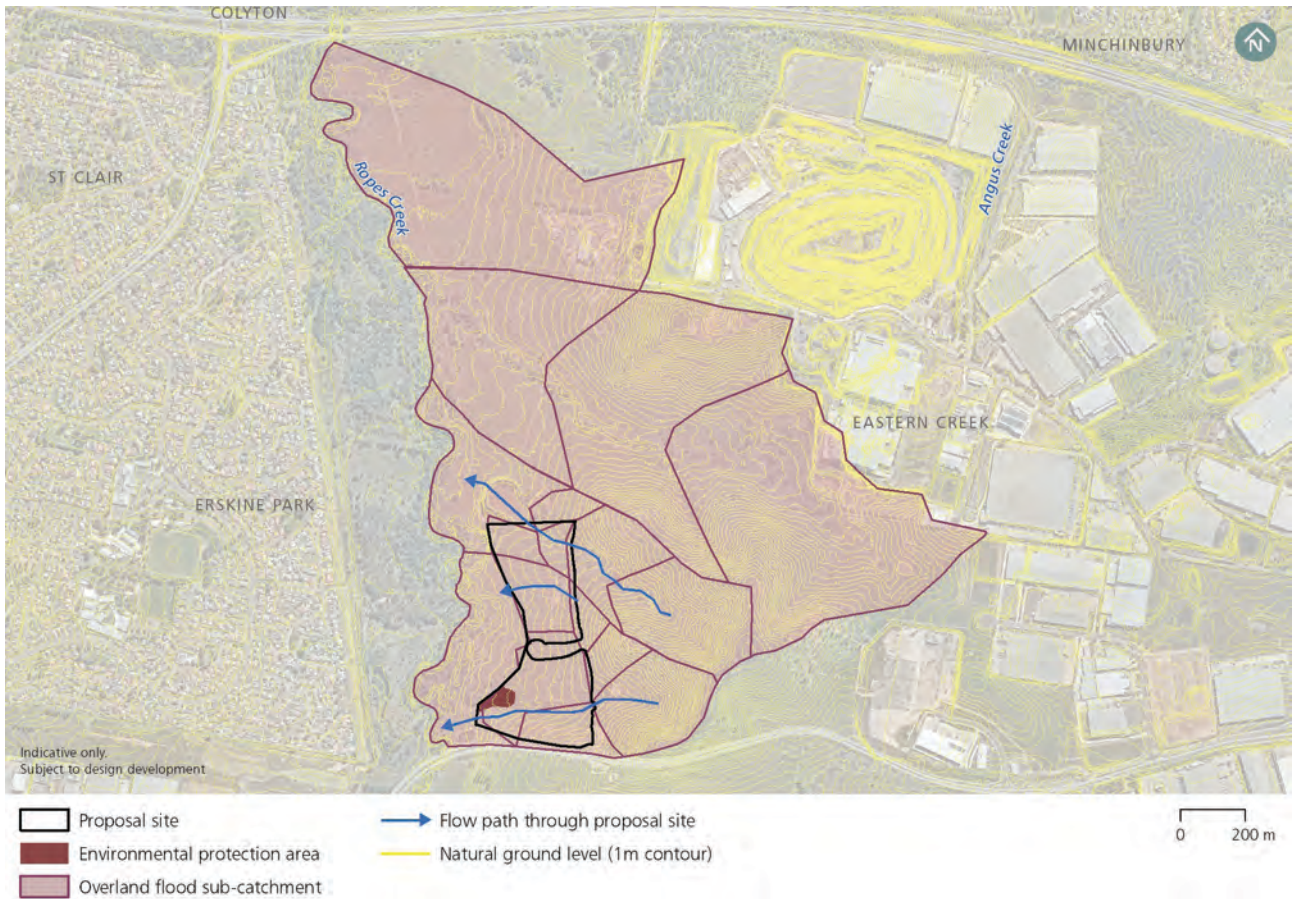 COLYTON
MINCHINBURY
N
Angus Creek
ST CLAIR
Ropes Creek
EASTERN CREEK
ERSKINE PARK
Indicative only.
Subject to design development
Proposal site
Environmental protection area
Overland flood sub-catchment
Flow path through proposal site
Natural ground level (1m contour)
0 200 m